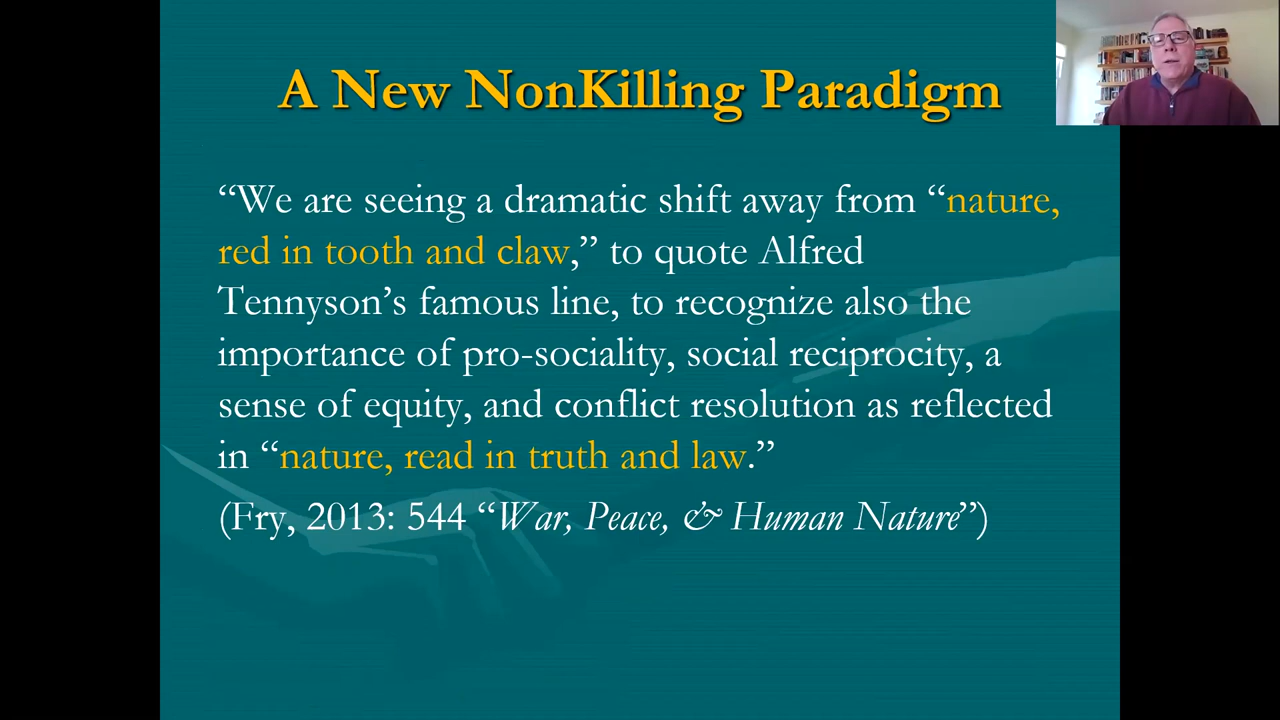 A New NonKilling Paradigm
“We are seeing a dramatic shift away from “nature,
red in tooth and claw,” to quote Alfred
Tennyson’s famous line, to recognize also the
importance of pro-sociality, social reciprocity, a
sense of equity, and conflict resolution as reflected
in “nature, read in truth and law.”
(Fry, 2013: 544 “War, Peace, & Human Nature”)